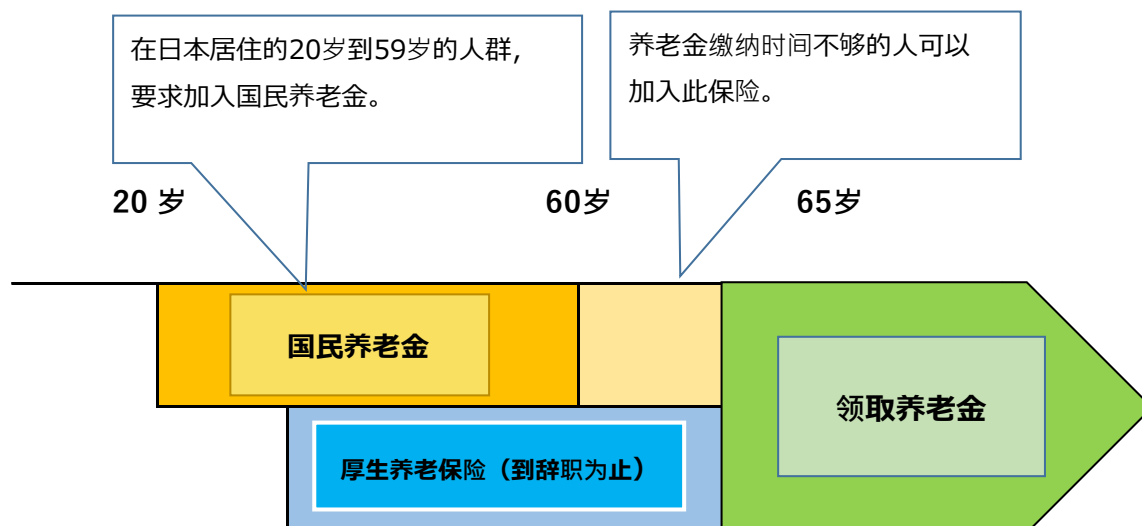 在日本居住的20岁到59岁的人群，
要求加入国民养老金。
养老金缴纳时间不够的人可以
加入此保险。
20 岁
60岁
65岁
国民养老金
领取养老金
厚生养老保险（到辞职为止）